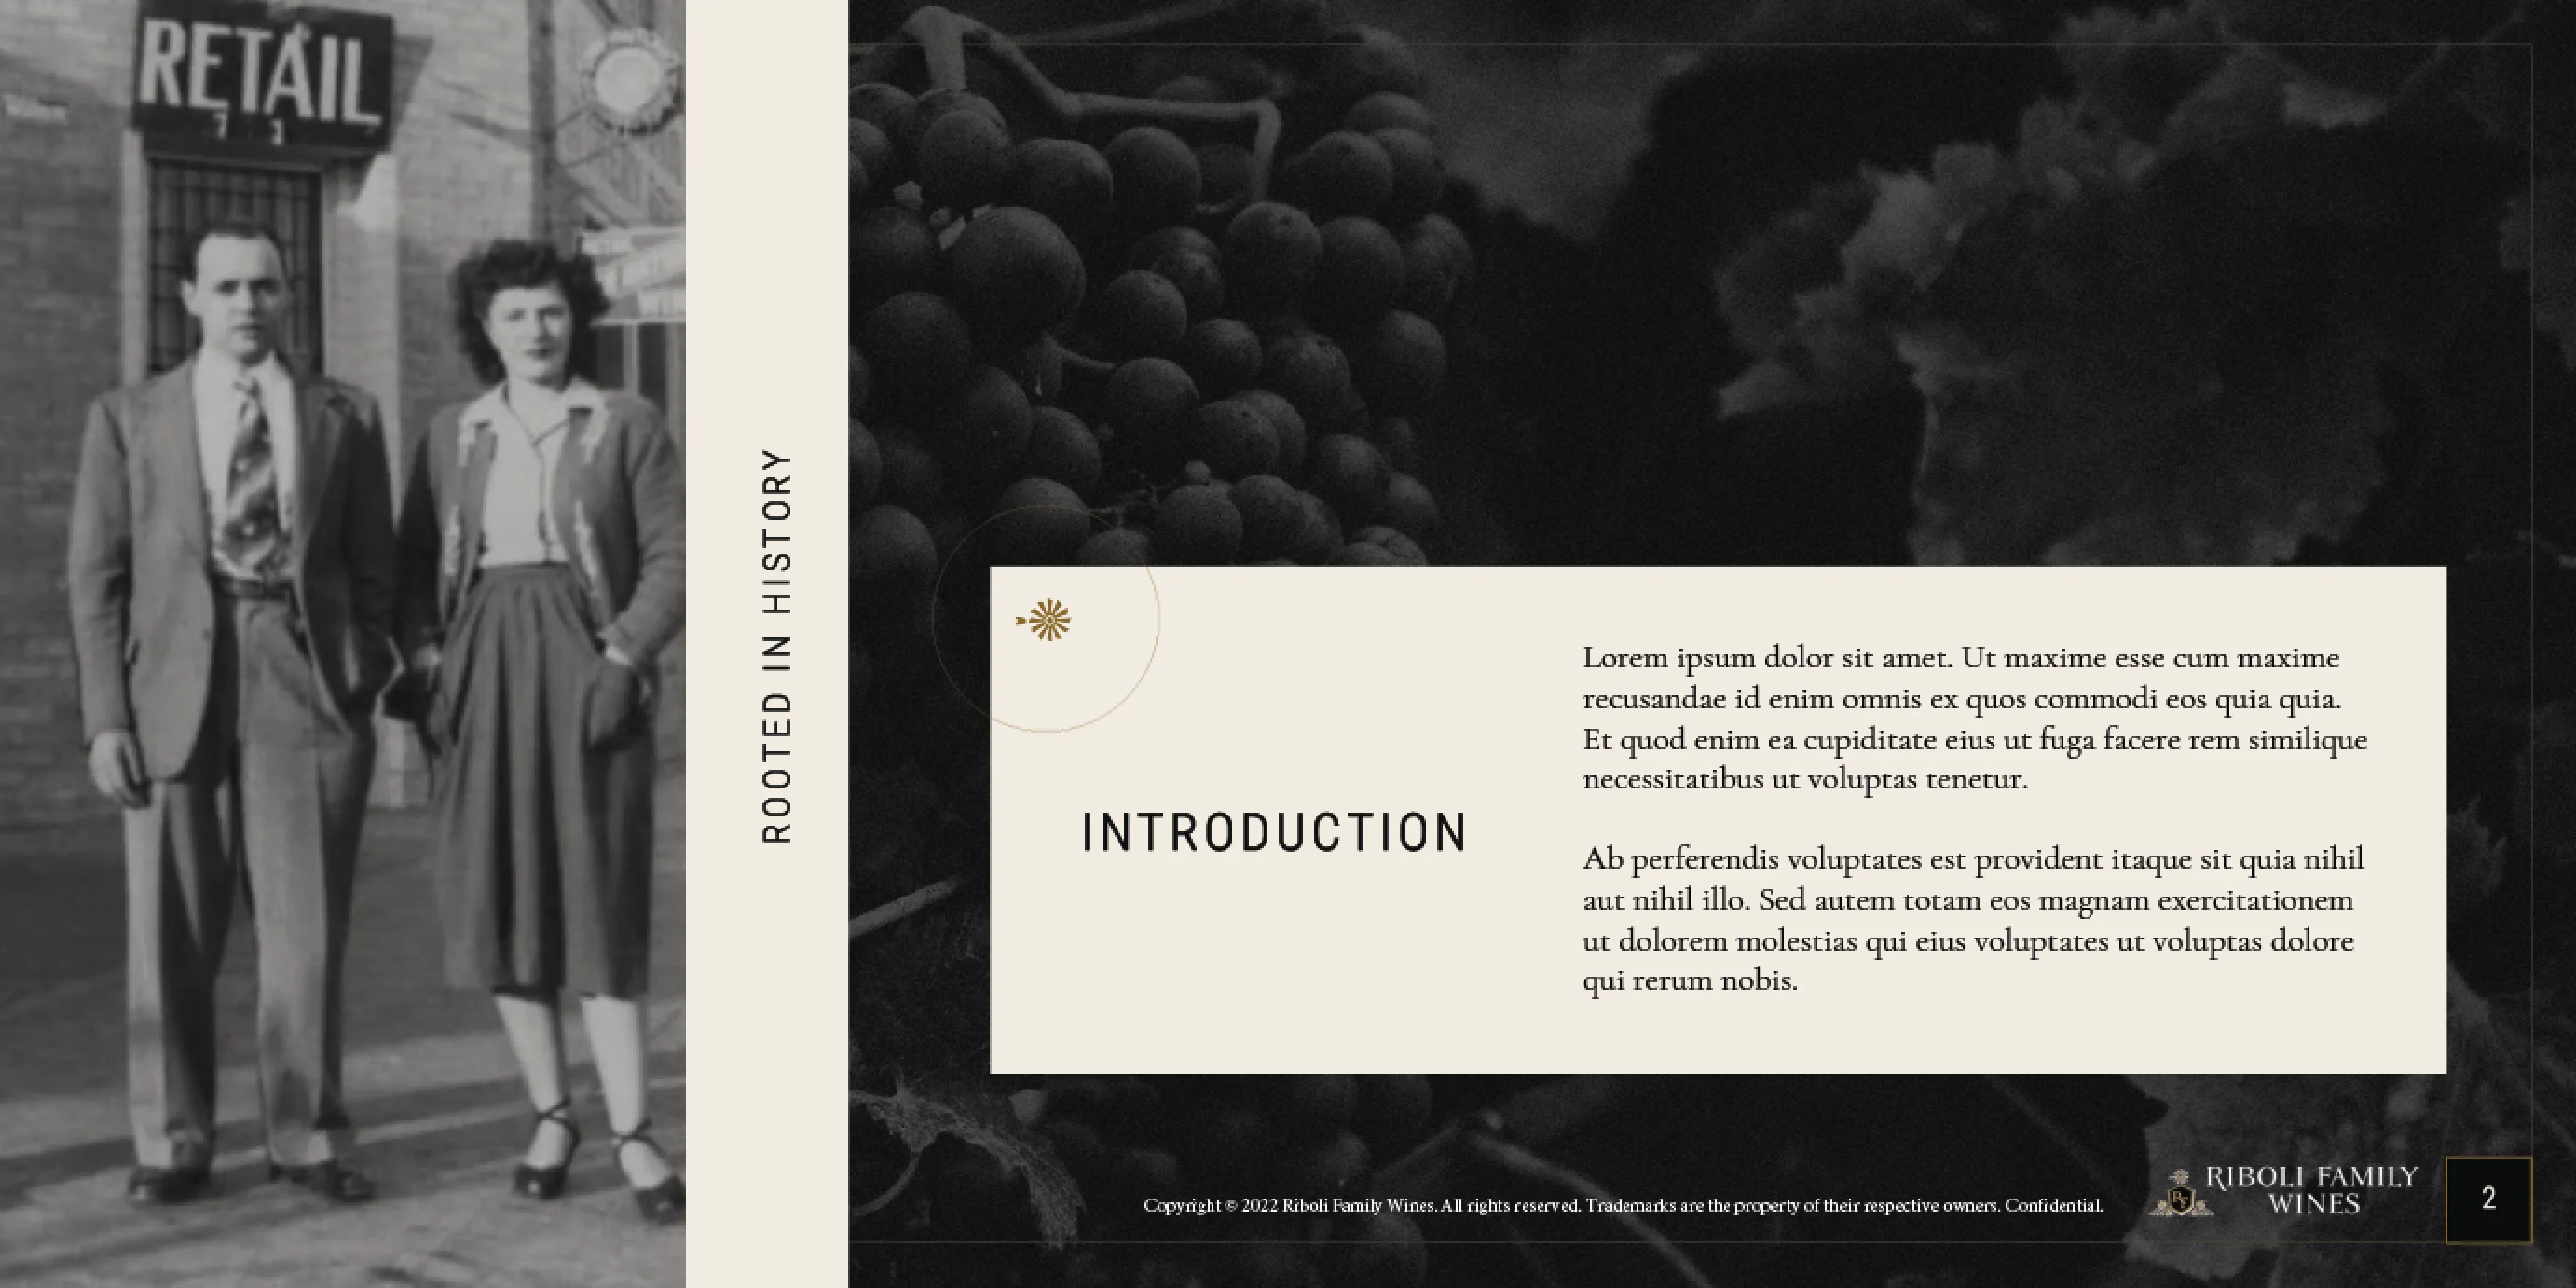 RETAIL
ROOTED IN HISTORY
INTRODUCTION
Lorem ipsum dolor sit amet. Ut maxime esse cum maxime
recusandae id enim omnis ex quos commodi eos quia quia.
Et quod enim ea cupiditate eius ut fuga facere rem similique
necessitatibus ut voluptas tenetur.
Ab perferendis voluptates est provident itaque sit quia nihil
aut nihil illo. Sed autem totam eos magnam exercitationem
ut dolorem molestias qui eius voluptates ut voluptas dolore
qui rerum nobis.
Copyright © 2022 Riboli Family Wines. All rights reserved. Trademarks are the property of their respective owners. Confidential.
RIBOLI FAMILY
WINES
2